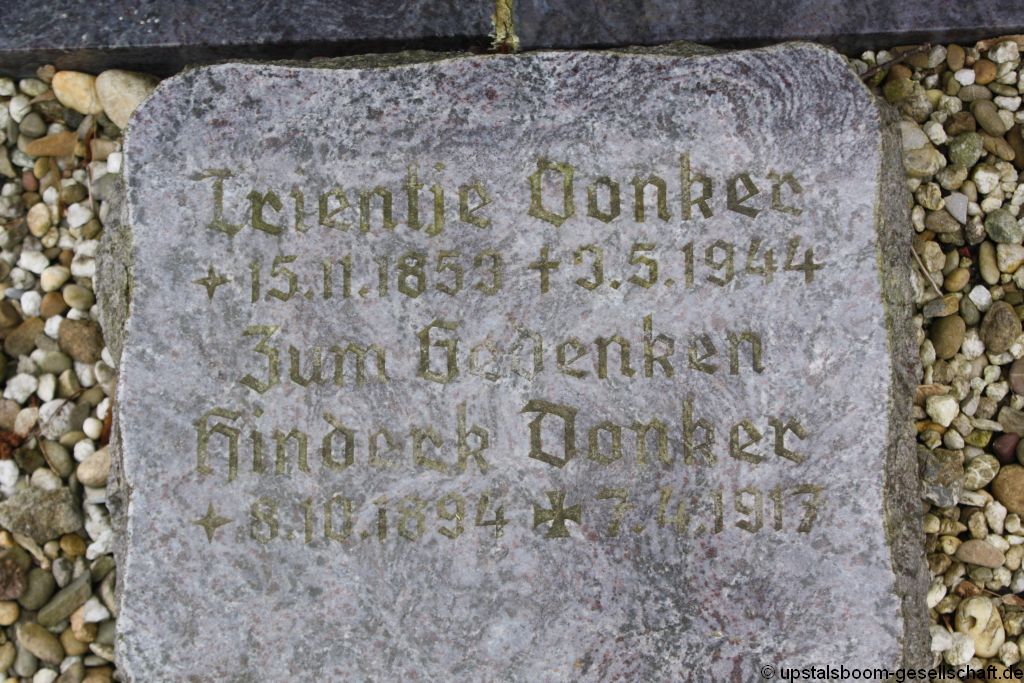 Trientje Donker
* 15.11.1853 † 3.5.1944
Zum Gedenken
Hinderk Donker
* 8.10.1894 ✠ 7.4.1917
© upstalsboom-gesellschaft.de